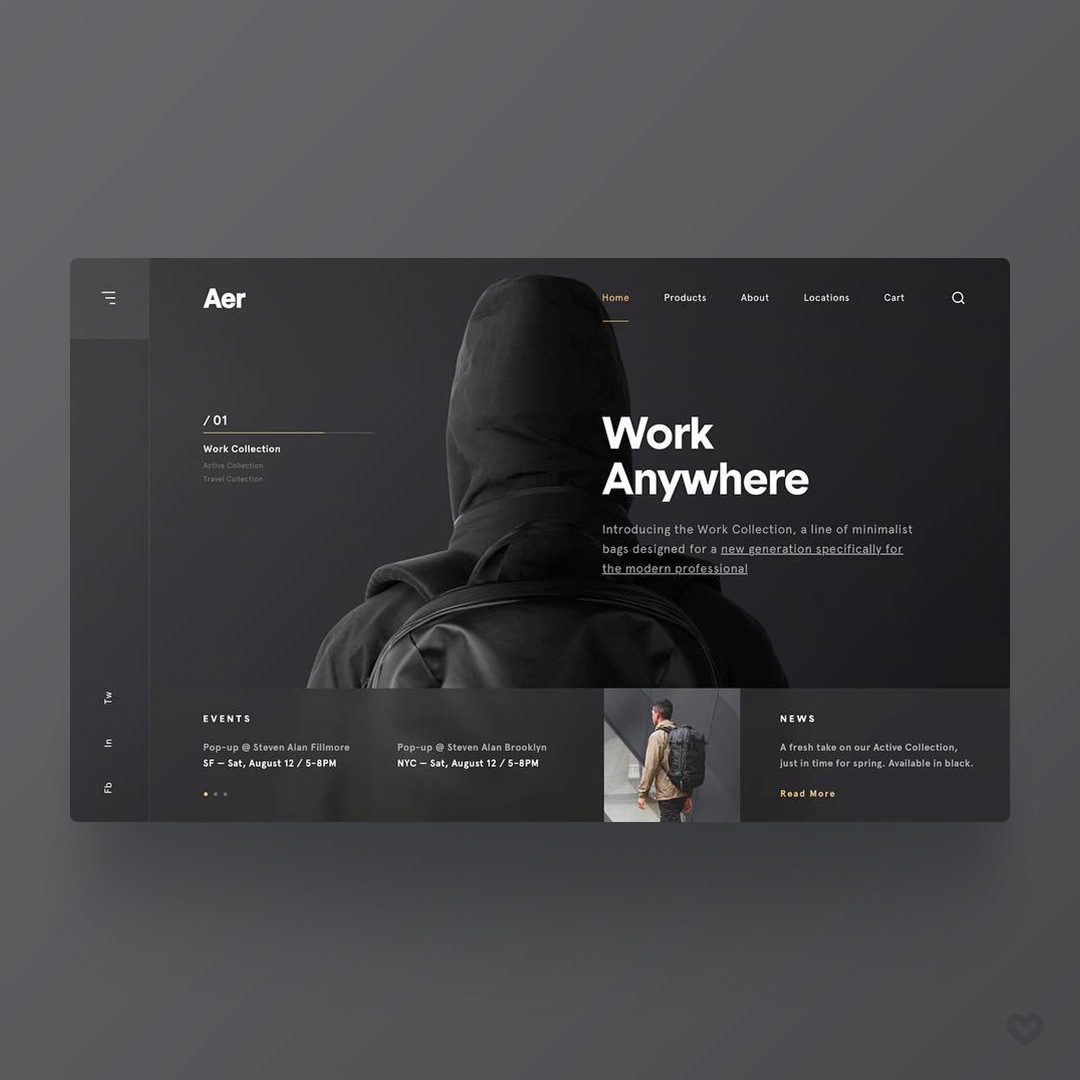 Aer
Home
Products
About
Locations
Cart
/ 01
Work Collection
Active Collection
Travel Collection
Work
Anywhere
Introducing the Work Collection, a line of minimalist
bags designed for a new generation specifically for
the modern professional
Tw
In
Fb
EVENTS
Pop-up @ Steven Alan Fillmore
SF — Sat, August 12 / 5-8PM
Pop-up @ Steven Alan Brooklyn
NYC — Sat, August 12 / 5-8PM
NEWS
A fresh take on our Active Collection,
just in time for spring. Available in black.
Read More